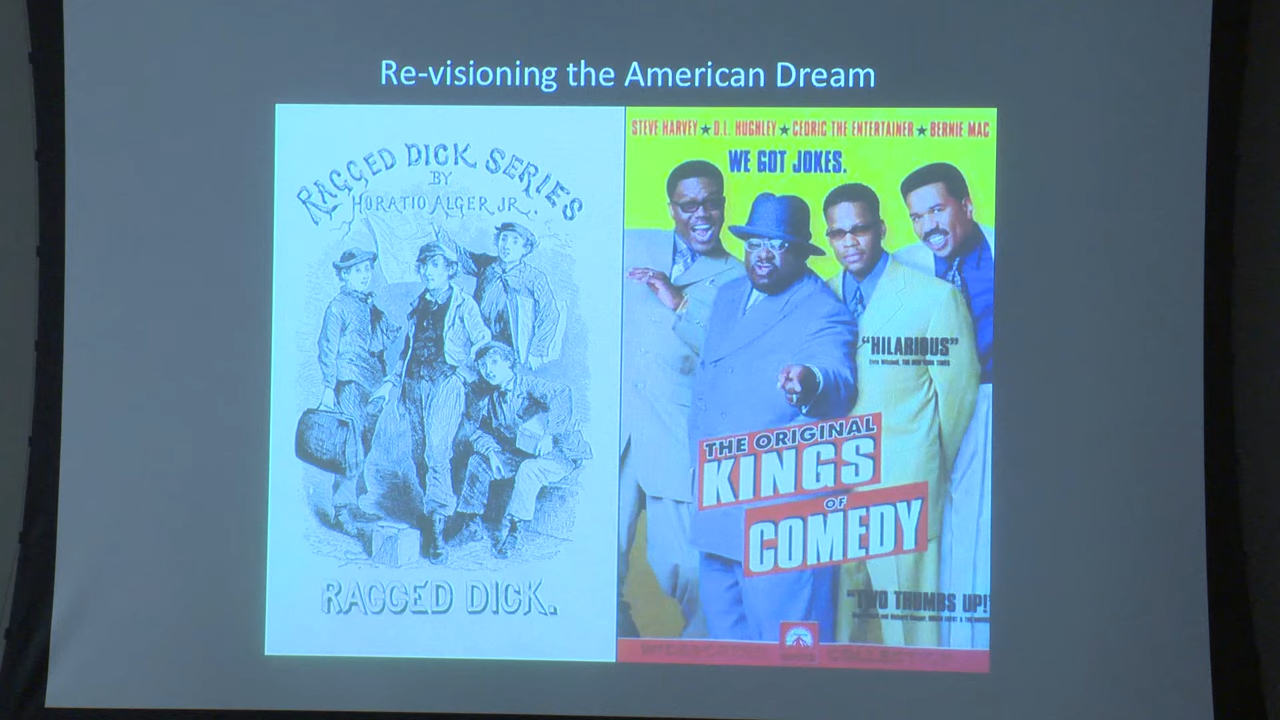 Re-visioning the American Dream
RAGGED DICK SERIES
BY
HORATIO ALGER JR.
RAGGED DICK.
STEVE HARVEY ★ D.L. HUGHLEY ★ CEDRIC THE ENTERTAINER ★ BERNIE MAC
WE GOT JOKES.
"HILARIOUS"
THE ORIGINAL
KINGS
OF
COMEDY
"TWO THUMBS UP!
COLLECTION